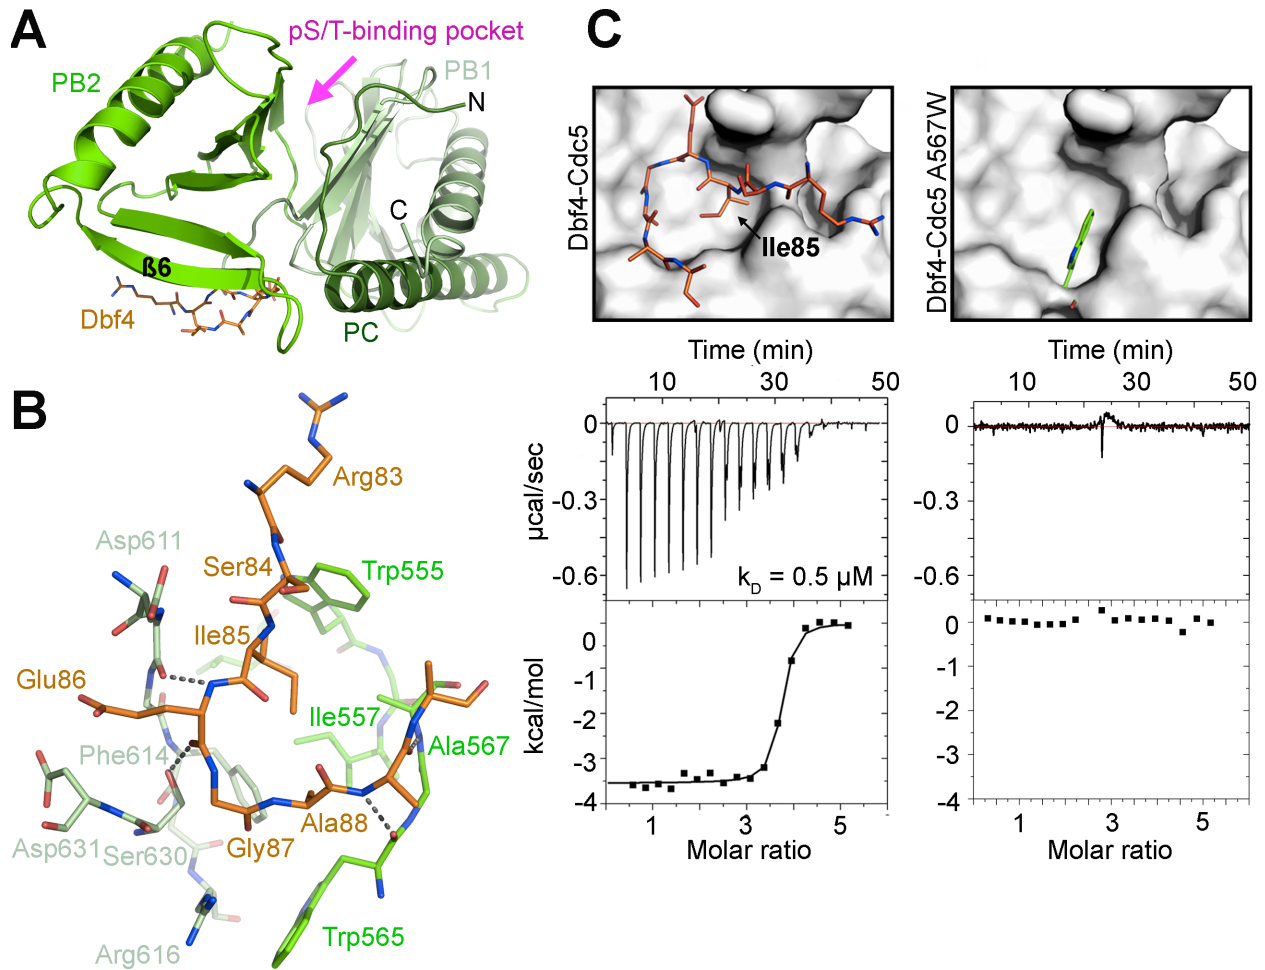 A
pS/T-binding pocket
PB2
PB1
N
C
ß6
Dbf4
PC
B
Arg83
Asp611
Ser84
Trp555
Ile85
Glu86
Ile557
Phe614
Ala567
Ala88
Asp631
Ser630
Gly87
Arg616
Trp565
C
Dbf4-Cdc5
Ile85
Dbf4-Cdc5 A567W
Time (min)
10 30 50
0
-0.3
-0.6
µcal/sec
kD = 0.5 µM
0
-1
-2
-3
-4
kcal/mol
1 3 5
Molar ratio
Time (min)
10 30 50
0
-0.3
-0.6
0
-1
-2
-3
-4
1 3 5
Molar ratio